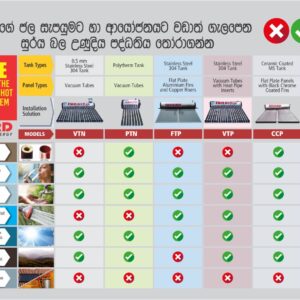 ගේ ජල සැපයුමට හා ආයෝජනයට වඩාත් ගැලපෙන
සූර්ය බල උණුදිය පද්ධතිය තෝරාගන්න
Tank Types
0.5 mm Stainless Steel 304 Tank
Polytherm Tank
Stainless Steel 304 Tank
Stainless Steel 304 Tank
Ceramic Coated MS Tank
Panel Types
Vacuum Tubes
Vacuum Tubes
Flat Plate Aluminium Fins and Copper Risers
Vacuum Tubes with Heat Pipe Inserts
Flat Plate Panels with Black Chrome Coated Fins
HOT
EM
Installation Solution
MODELS
VTN
PTN
FTP
VTP
CCP